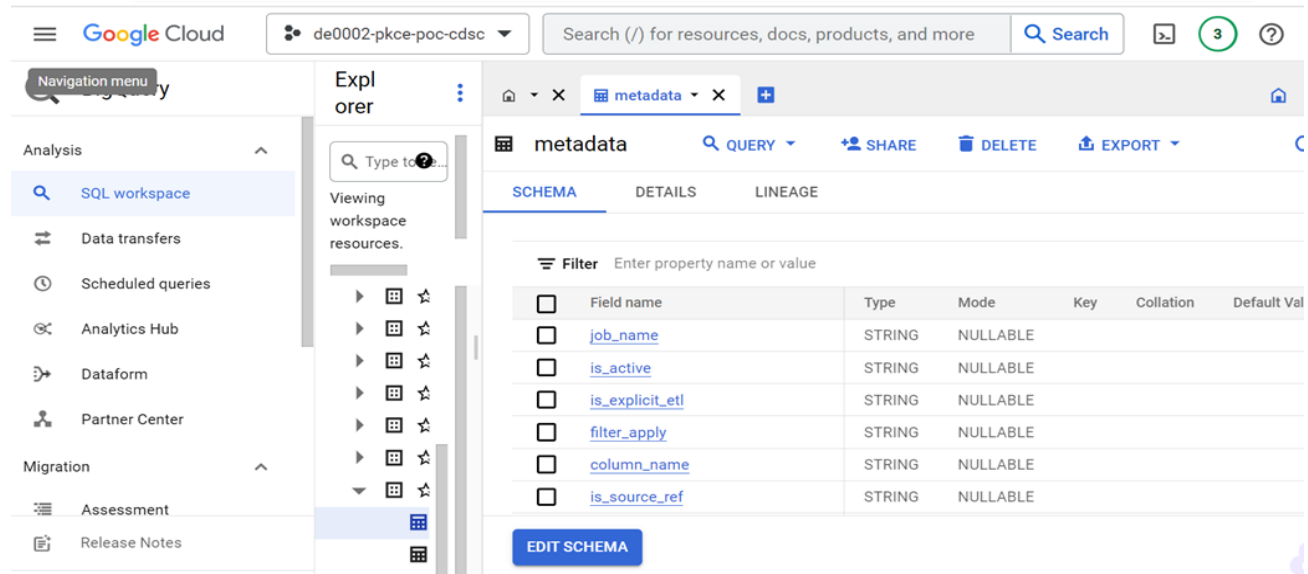 Google Cloud
de0002-pkce-poc-cdsc
Search (/) for resources, docs, products, and more
Search
3
Navigation menu
Analysis
SQL workspace
Data transfers
Scheduled queries
Analytics Hub
Dataform
Partner Center
Migration
Assessment
Release Notes
Expl
orer
Type to
Viewing
workspace
resources.
metadata
metadata
QUERY
SHARE
DELETE
EXPORT
SCHEMA DETAILS LINEAGE
Filter Enter property name or value
Field name Type Mode Key Collation Default Val
job_name STRING NULLABLE
is_active STRING NULLABLE
is_explicit_etl STRING NULLABLE
filter_apply STRING NULLABLE
column_name STRING NULLABLE
is_source_ref STRING NULLABLE
EDIT SCHEMA